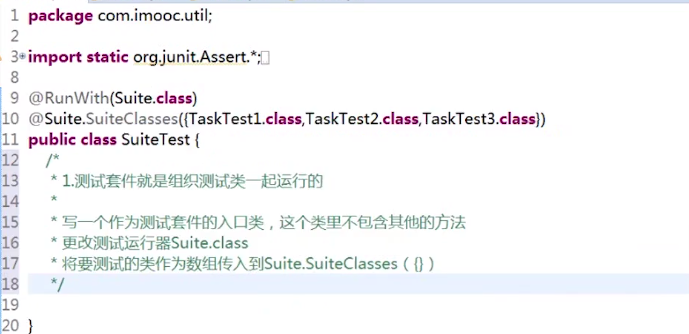 1 package com.imooc.util;
2
3 import static org.junit.Assert.*;
8
9 @RunWith(Suite.class)
10 @Suite.SuiteClasses({TaskTest1.class,TaskTest2.class,TaskTest3.class})
11 public class SuiteTest {
12 /*
13 * 1.测试套件就是组织测试类一起运行的
14 *
15 * 写一个作为测试套件的入口类，这个类里不包含其他的方法
16 * 更改测试运行器Suite.class
17 * 将要测试的类作为数组传入到Suite.SuiteClasses（{}）
18 */
19
20 }